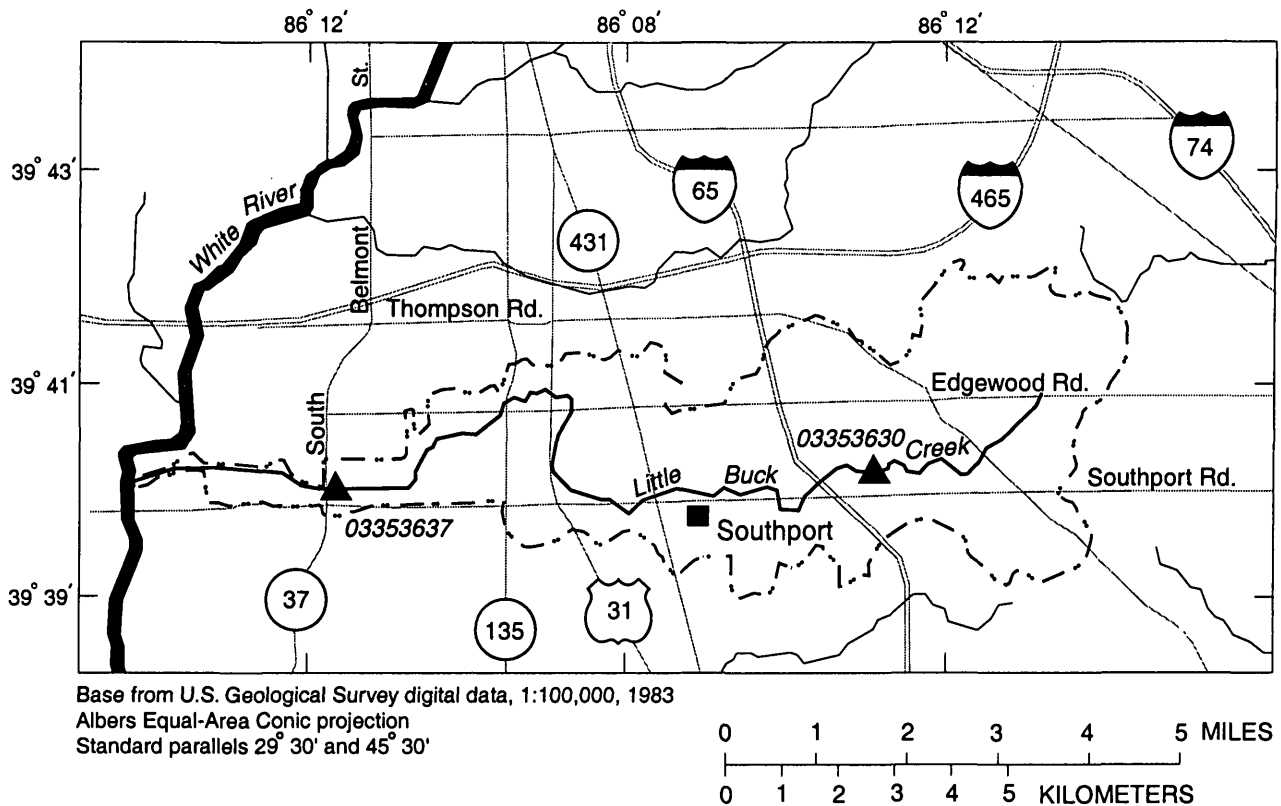 86° 12′ 86° 08′ 86° 12′
St.
74
39° 43′
65
465
White River
431
Belmont
Thompson Rd.
39° 41′
Edgewood Rd.
South
03353630
Creek
Little Buck
Southport Rd.
03353637
Southport
39° 39′
37
31
135
Base from U.S. Geological Survey digital data, 1:100,000, 1983
Albers Equal-Area Conic projection
Standard parallels 29° 30' and 45° 30'
0 1 2 3 4 5 MILES
0 1 2 3 4 5 KILOMETERS